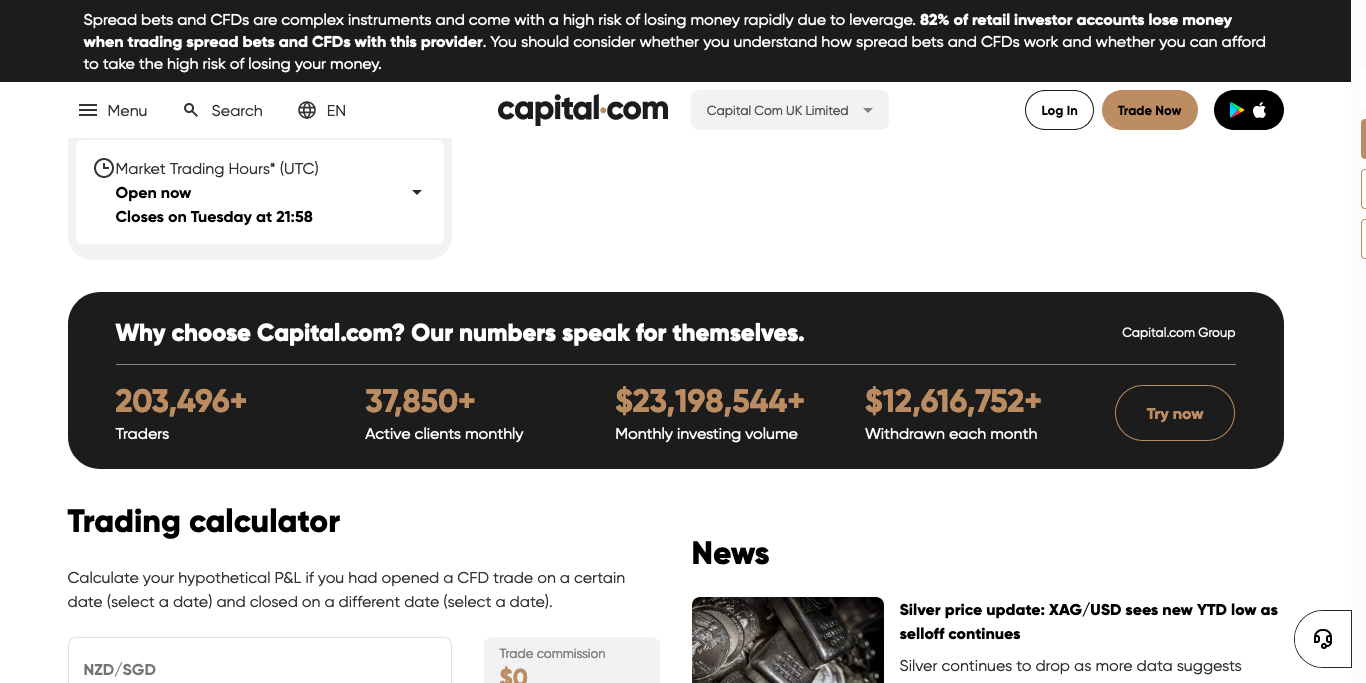 Spread bets and CFDs are complex instruments and come with a high risk of losing money rapidly due to leverage. 82% of retail investor accounts lose money
when trading spread bets and CFDs with this provider. You should consider whether you understand how spread bets and CFDs work and whether you can afford
to take the high risk of losing your money.
Menu
Search
EN
capital.com
Capital Com UK Limited
Log In
Trade Now
Market Trading Hours* (UTC)
Open now
Closes on Tuesday at 21:58
Why choose Capital.com? Our numbers speak for themselves.
Capital.com Group
203,496+
Traders
37,850+
Active clients monthly
$23,198,544+
Monthly investing volume
$12,616,752+
Withdrawn each month
Try now
Trading calculator
Calculate your hypothetical P&L if you had opened a CFD trade on a certain
date (select a date) and closed on a different date (select a date).
NZD/SGD
Trade commission
$0
News
Silver price update: XAG/USD sees new YTD low as
selloff continues
Silver continues to drop as more data suggests